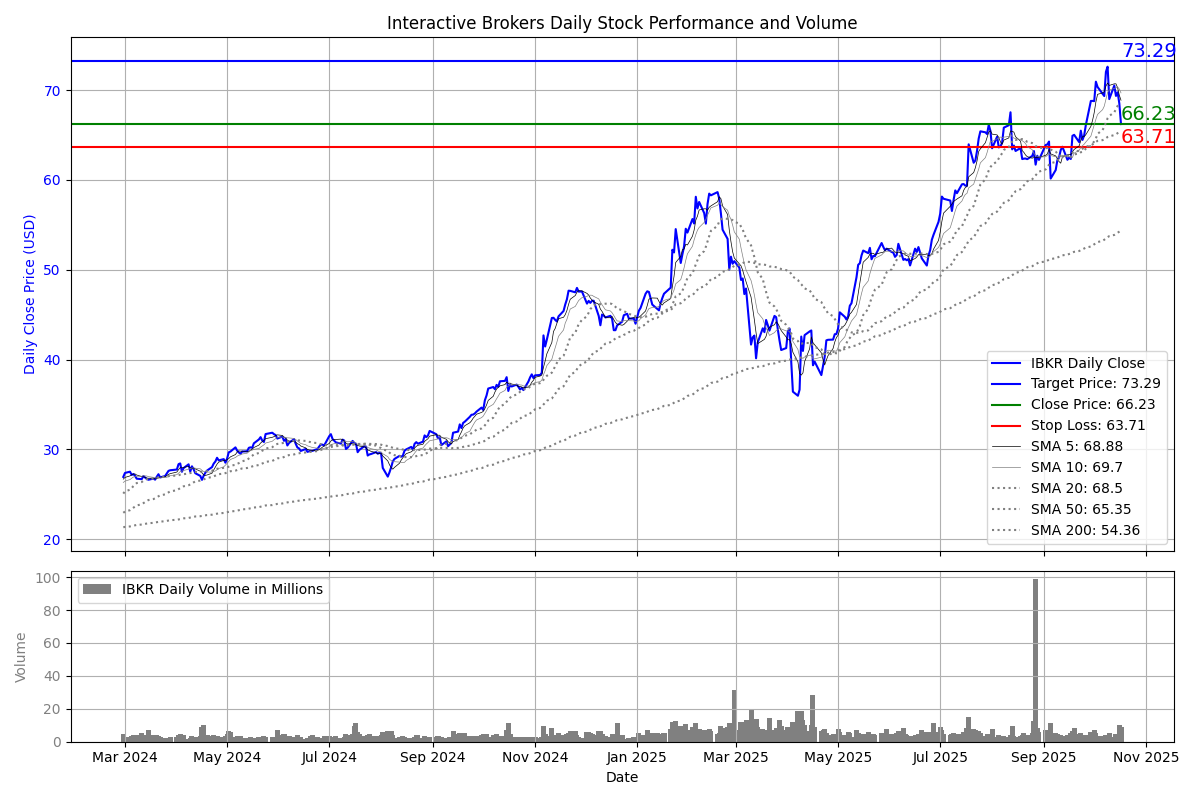 Interactive Brokers Daily Stock Performance and Volume
73.29
66.23
63.71
Daily Close Price (USD)
70
60
50
40
30
20
IBKR Daily Close
Target Price: 73.29
Close Price: 66.23
Stop Loss: 63.71
SMA 5: 68.88
SMA 10: 69.7
SMA 20: 68.5
SMA 50: 65.35
SMA 200: 54.36
Volume
100
80
60
40
20
0
IBKR Daily Volume in Millions
Mar 2024 May 2024 Jul 2024 Sep 2024 Nov 2024 Jan 2025 Mar 2025 May 2025 Jul 2025 Sep 2025 Nov 2025
Date